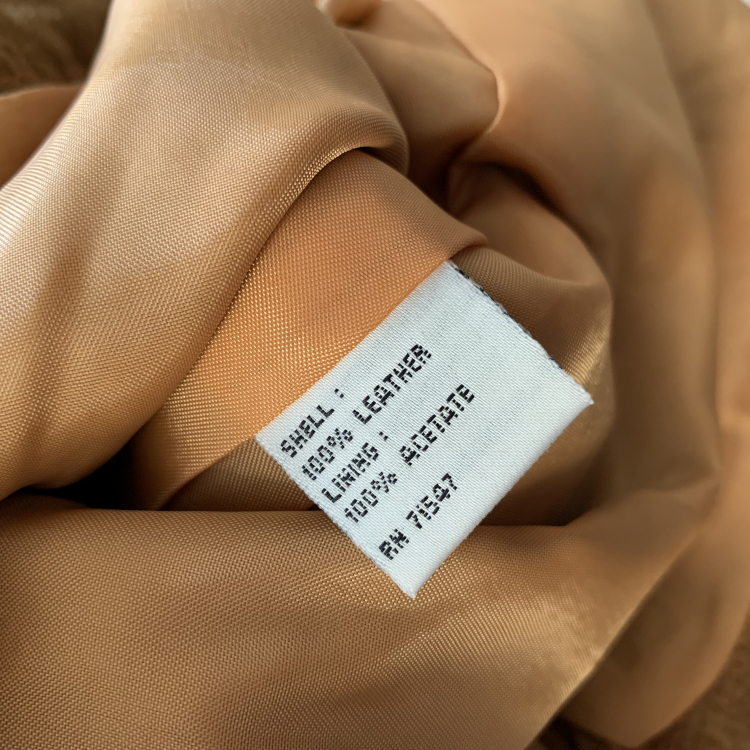 SHELL:
100% LEATHER
LINING:
100% ACETATE
RN 71547